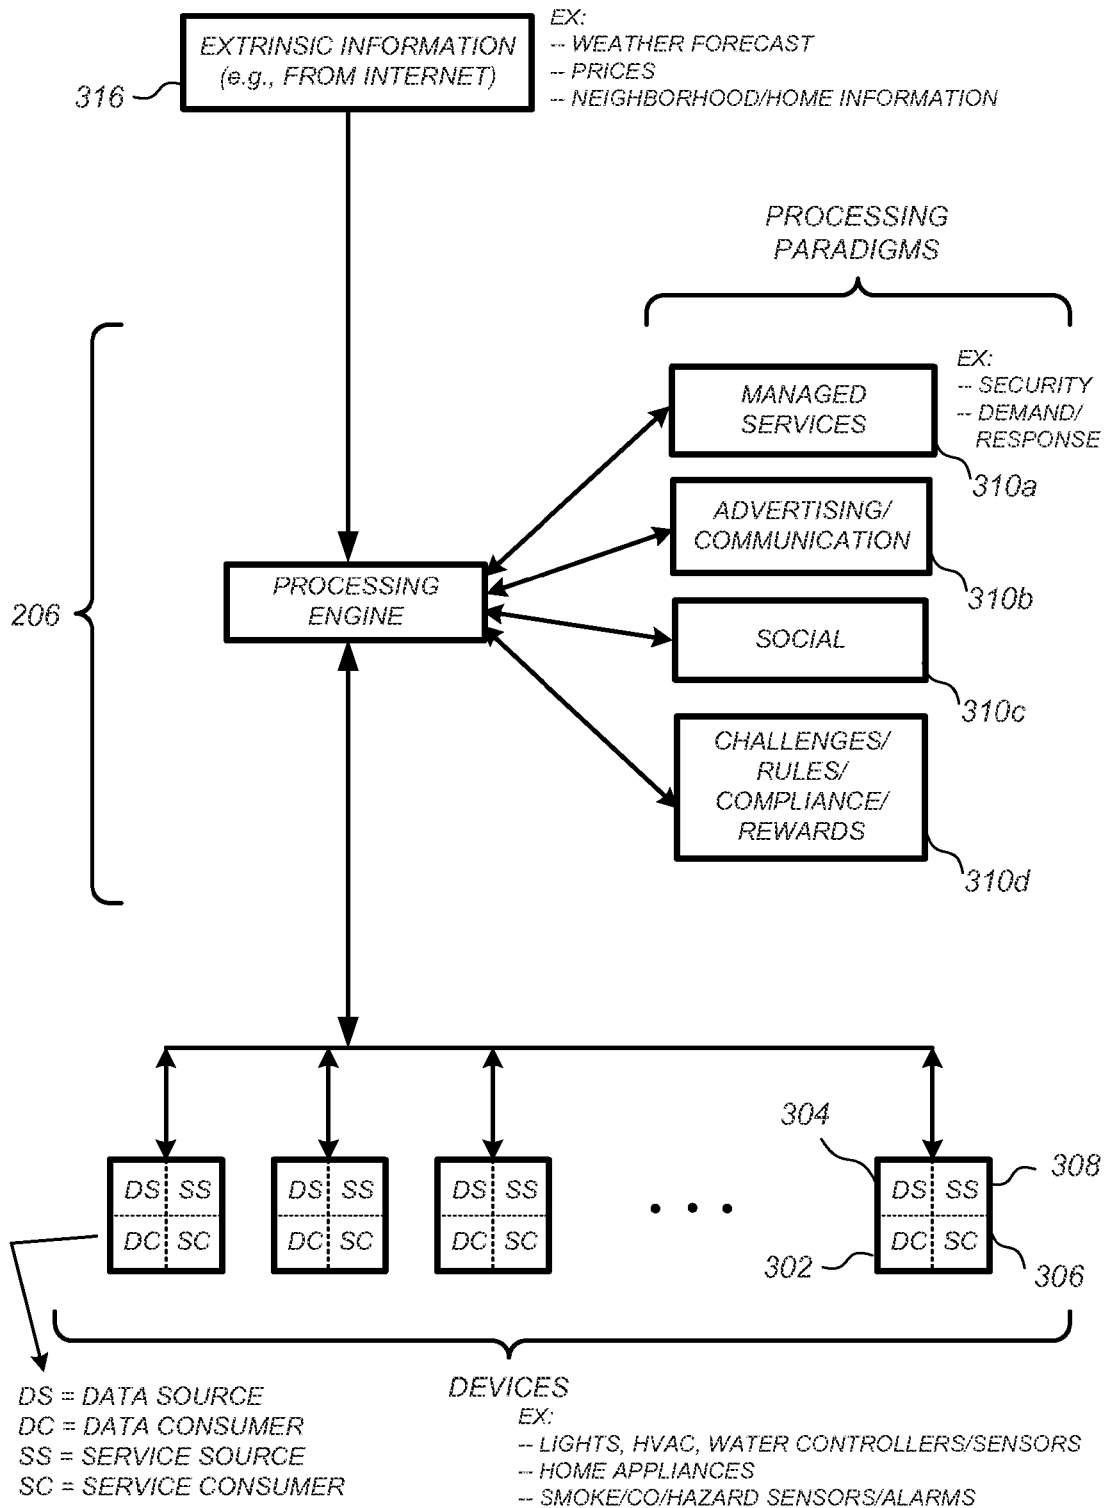 EXTRINSIC INFORMATION
(e.g., FROM INTERNET)
316
EX:
-- WEATHER FORECAST
-- PRICES
-- NEIGHBORHOOD/HOME INFORMATION
PROCESSING
PARADIGMS
MANAGED
SERVICES
EX:
-- SECURITY
-- DEMAND/
RESPONSE
310a
ADVERTISING/
COMMUNICATION
310b
PROCESSING
ENGINE
206
SOCIAL
310c
CHALLENGES/
RULES/
COMPLIANCE/
REWARDS
310d
DS SS
DC SC
DS SS
DC SC
DS SS
DC SC
• • •
304
308
DS SS
DC SC
302
306
DEVICES
EX:
-- LIGHTS, HVAC, WATER CONTROLLERS/SENSORS
-- HOME APPLIANCES
-- SMOKE/CO/HAZARD SENSORS/ALARMS
DS = DATA SOURCE
DC = DATA CONSUMER
SS = SERVICE SOURCE
SC = SERVICE CONSUMER